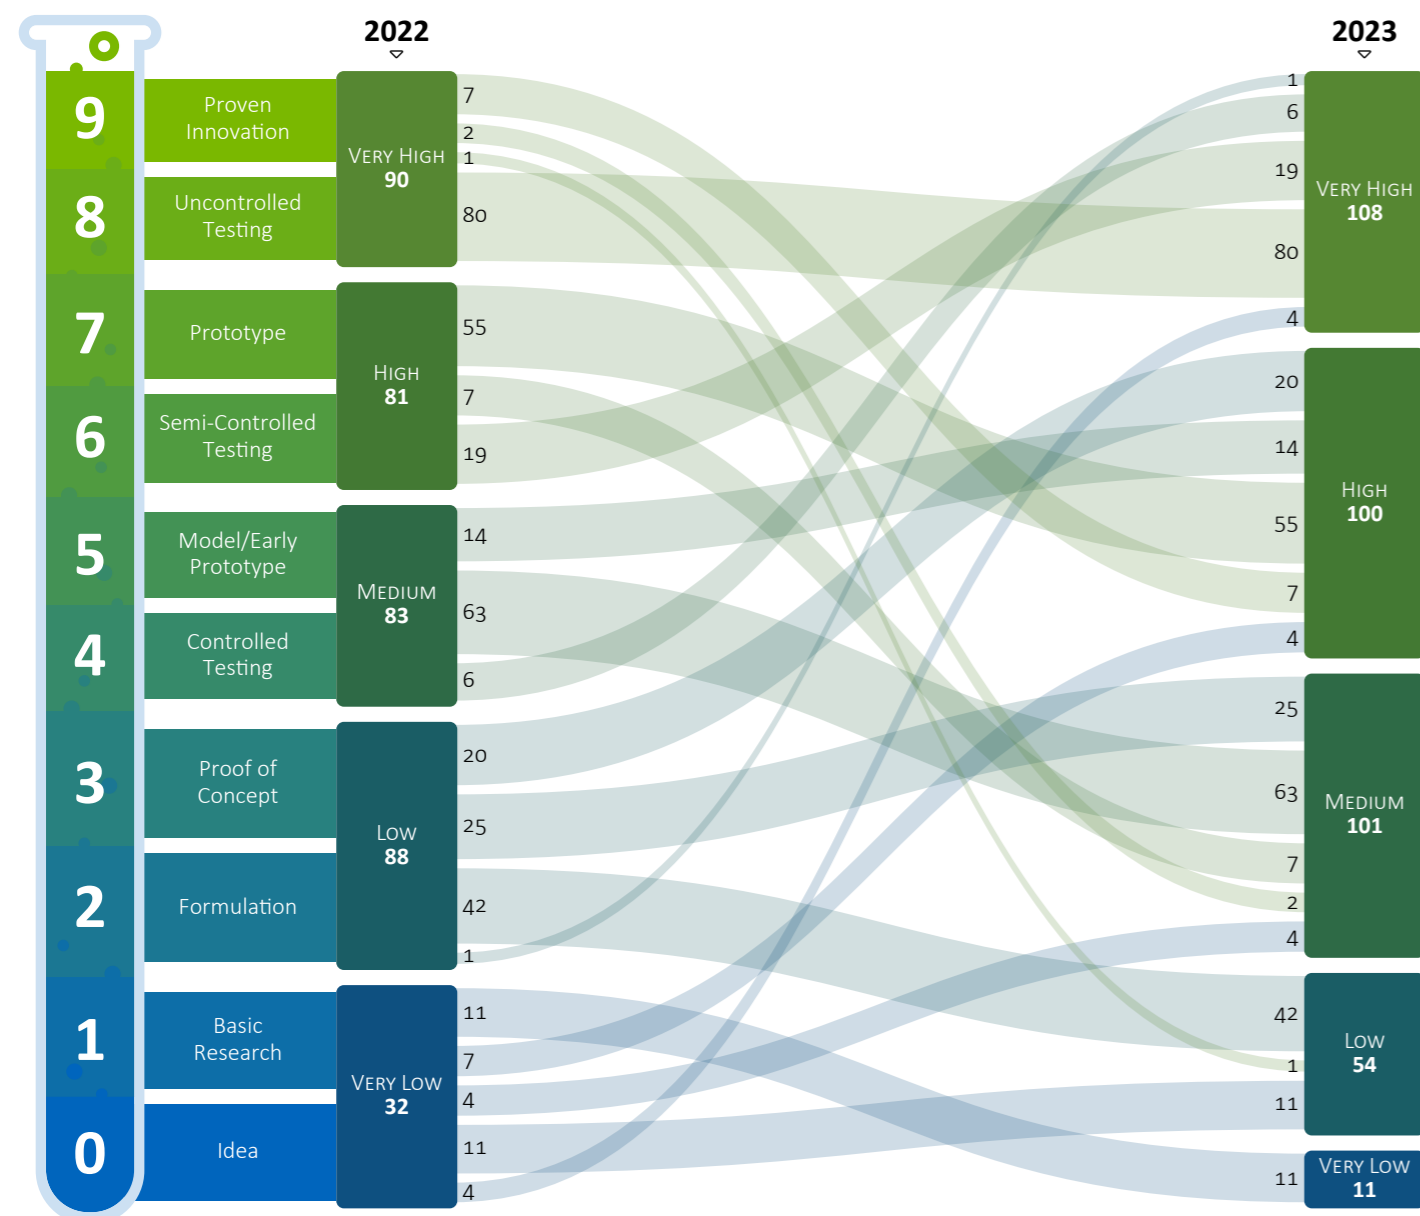 2022
2023
9
Proven
Innovation
8
Uncontrolled
Testing
7
Prototype
6
Semi-Controlled
Testing
5
Model/Early
Prototype
4
Controlled
Testing
3
Proof of
Concept
2
Formulation
1
Basic
Research
0
Idea
VERY HIGH
90
7
2
1
80
HIGH
81
55
7
19
MEDIUM
83
14
63
6
LOW
88
20
25
42
1
VERY LOW
32
11
7
4
11
4
1
6
19
80
4
VERY HIGH
108
20
14
55
7
4
HIGH
100
25
63
7
2
4
MEDIUM
101
42
1
11
LOW
54
11
VERY LOW
11